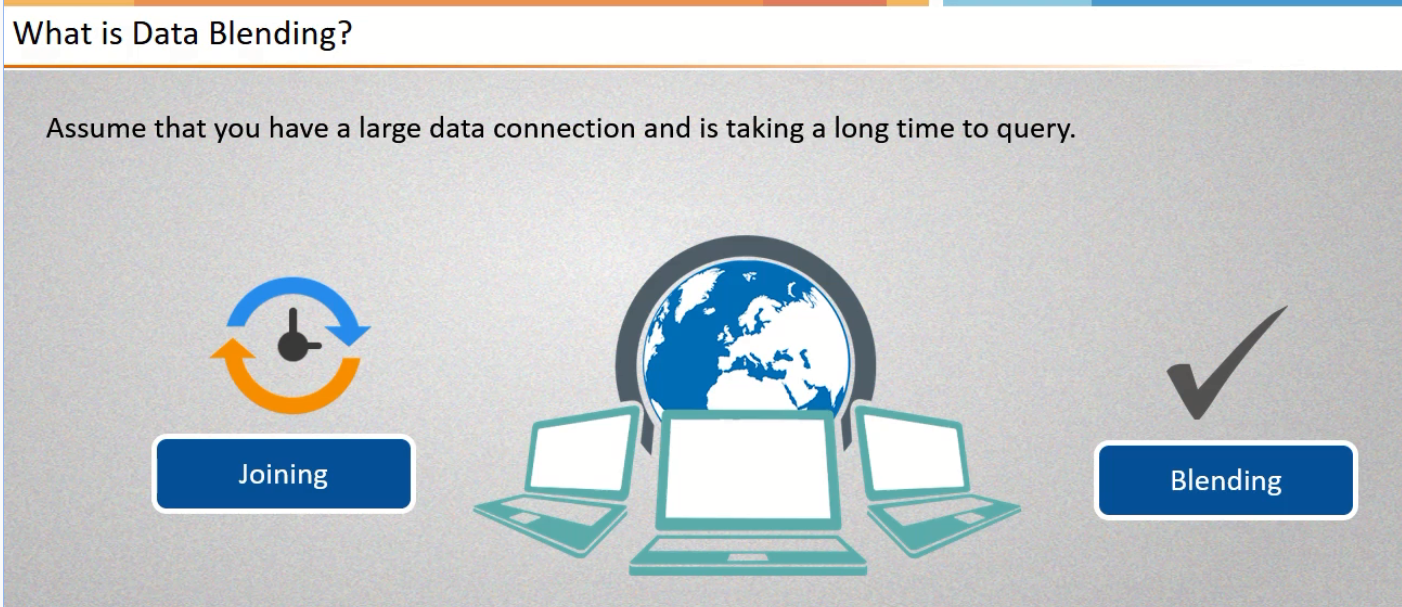 What is Data Blending?
Assume that you have a large data connection and is taking a long time to query.
Joining
Blending